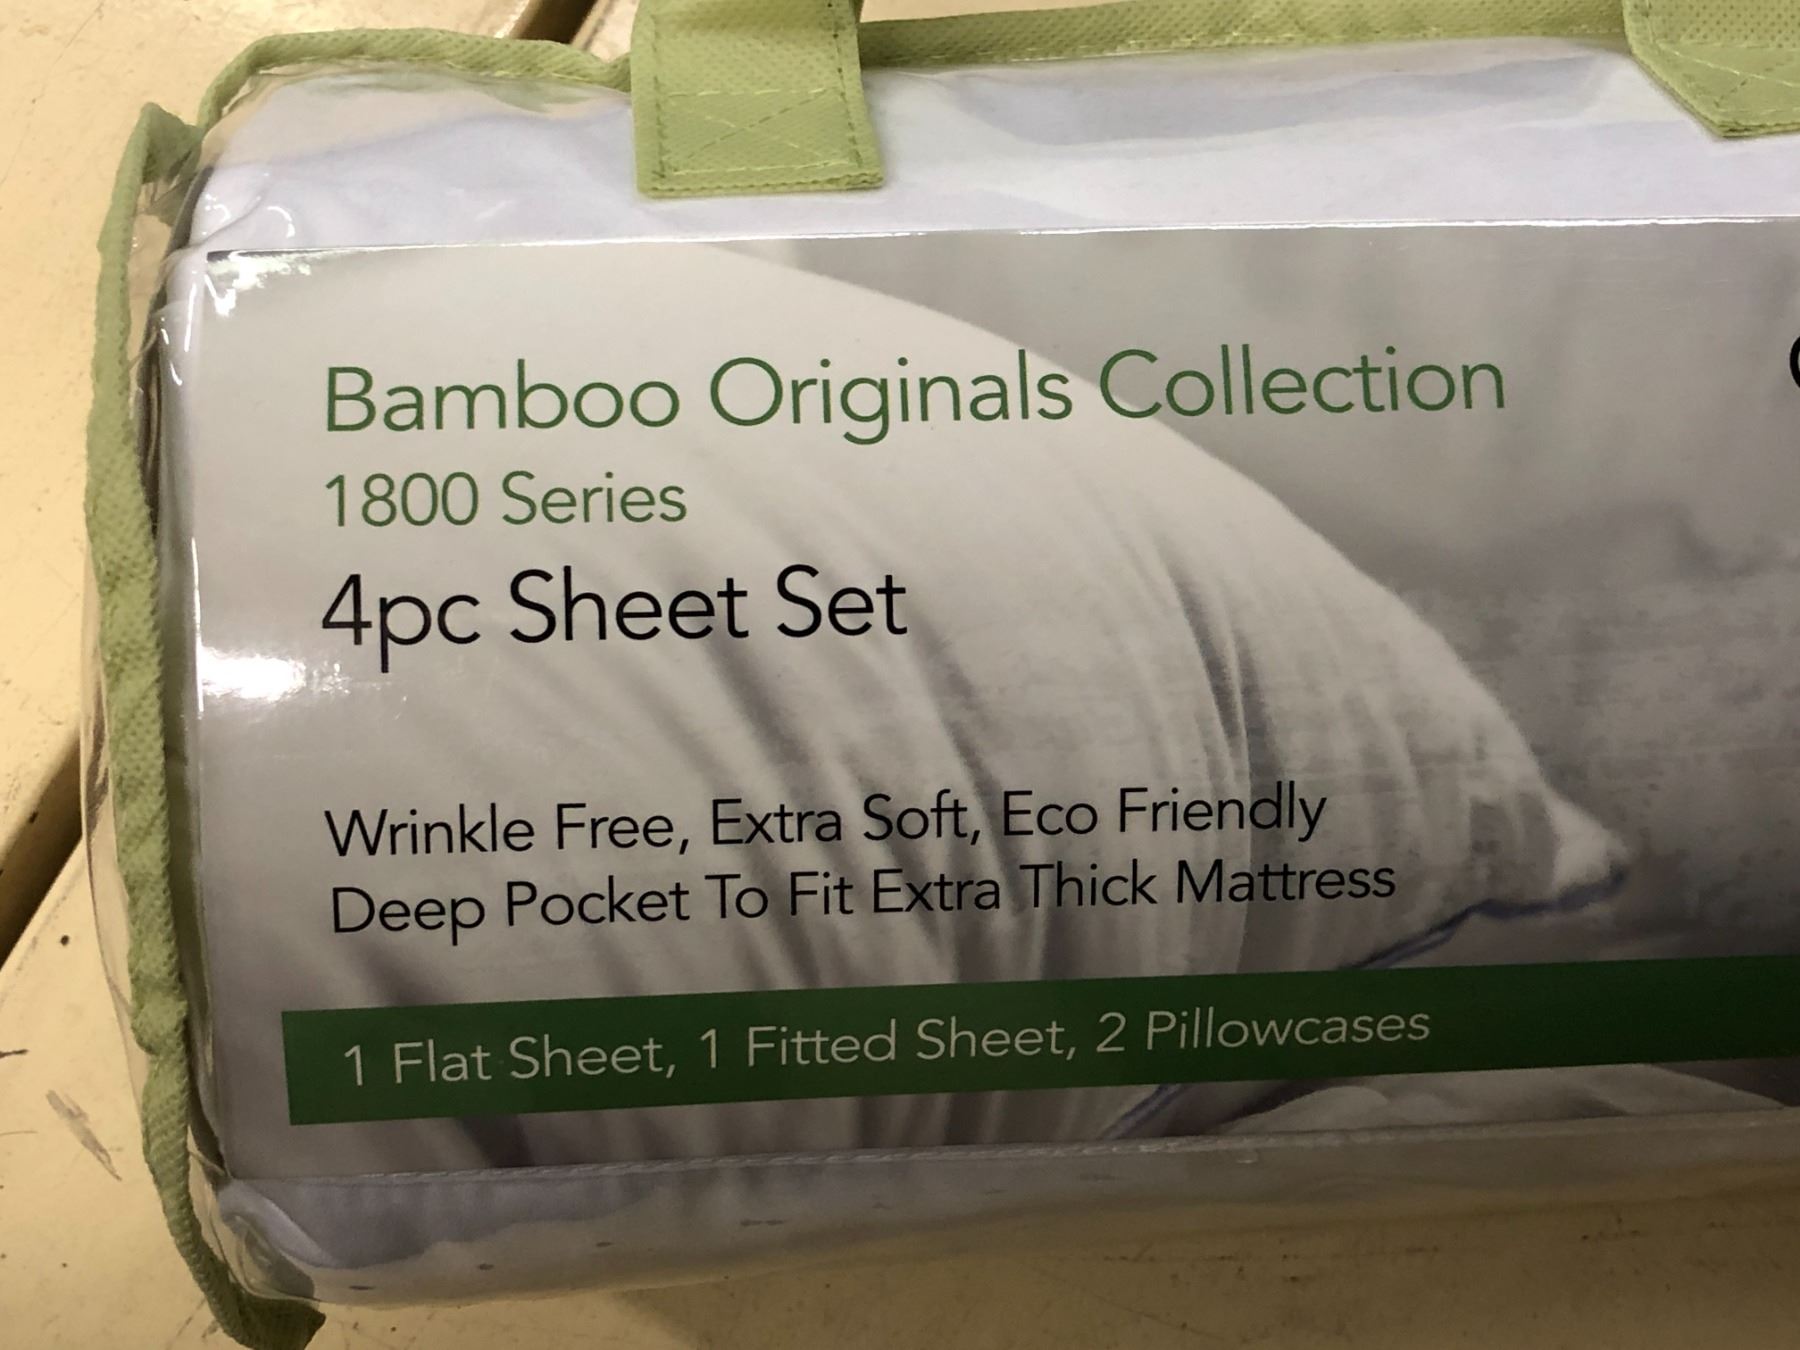 Bamboo Originals Collection
1800 Series
4pc Sheet Set
Wrinkle Free, Extra Soft, Eco Friendly
Deep Pocket To Fit Extra Thick Mattress
1 Flat Sheet, 1 Fitted Sheet, 2 Pillowcases